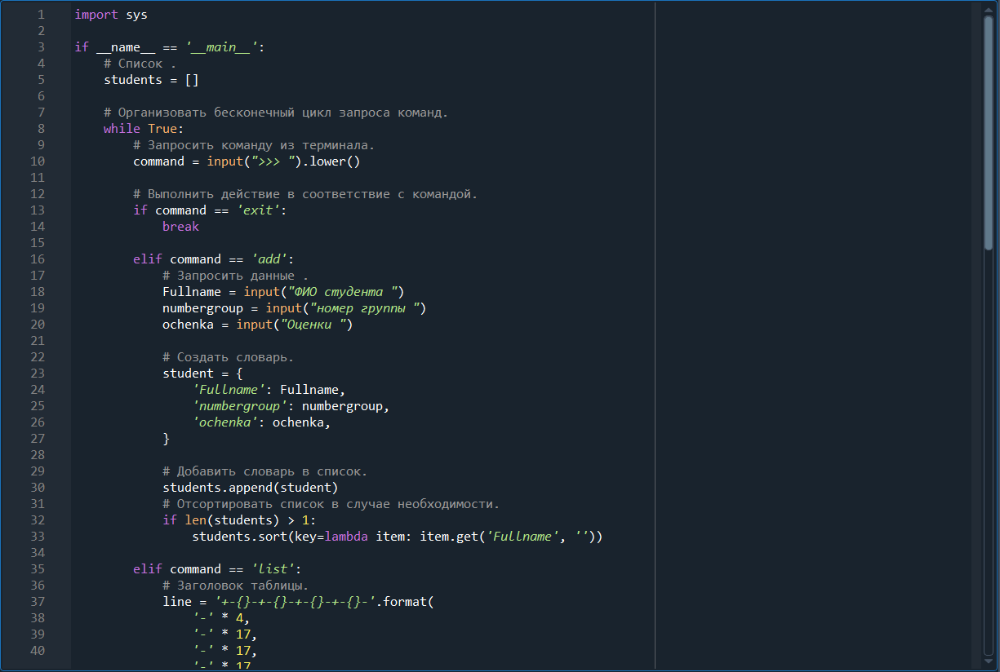 1 import sys
2
3 if __name__ == '__main__':
4 # Список .
5 students = []
6
7 # Организовать бесконечный цикл запроса команд.
8 while True:
9 # Запросить команду из терминала.
10 command = input(">>> ").lower()
11
12 # Выполнить действие в соответствие с командой.
13 if command == 'exit':
14 break
15
16 elif command == 'add':
17 # Запросить данные .
18 Fullname = input("ФИО студента ")
19 numbergroup = input("номер группы ")
20 ochenka = input("Оценки ")
21
22 # Создать словарь.
23 student = {
24 'Fullname': Fullname,
25 'numbergroup': numbergroup,
26 'ochenka': ochenka,
27 }
28
29 # Добавить словарь в список.
30 students.append(student)
31 # Отсортировать список в случае необходимости.
32 if len(students) > 1:
33 students.sort(key=lambda item: item.get('Fullname', ''))
34
35 elif command == 'list':
36 # Заголовок таблицы.
37 line = '+-{}-+-{}-+-{}-+-{}-'.format(
38 '-' * 4,
39 '-' * 17,
40 '-' * 17,
'-' * 17